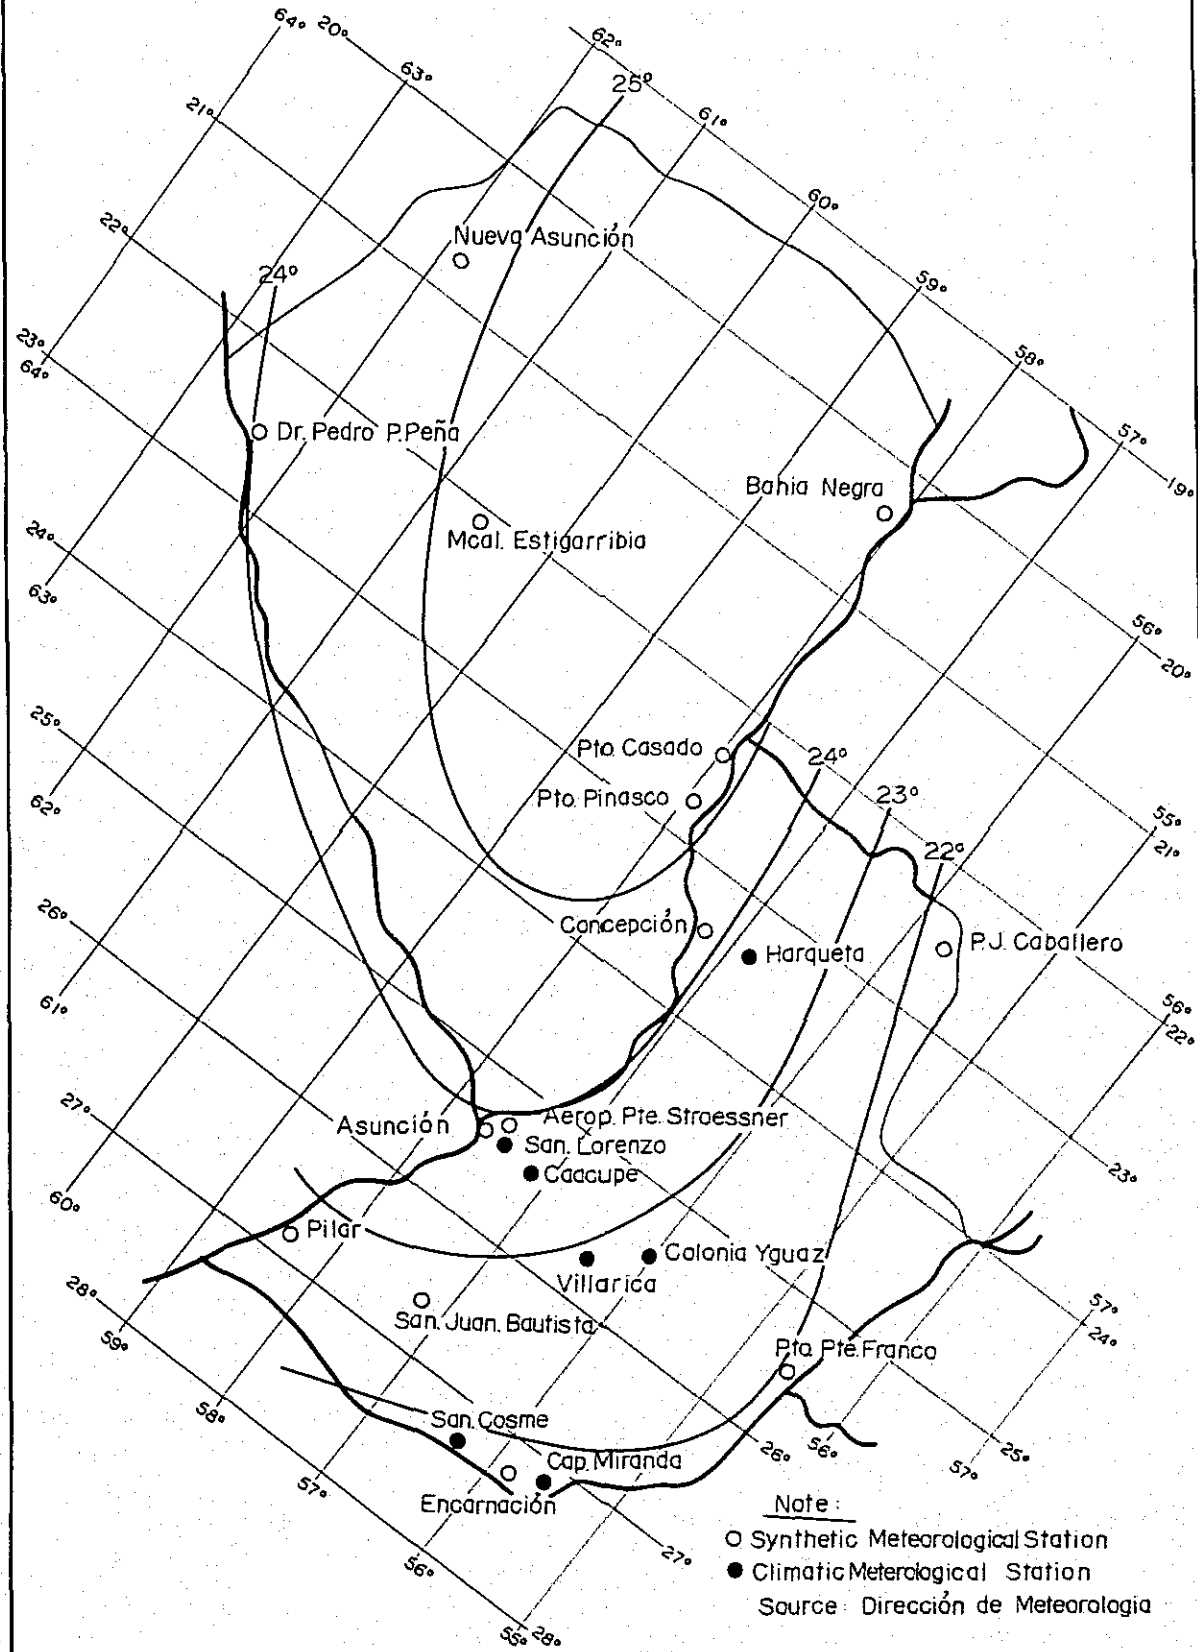 64° 20°
62°
63°
25°
21°
61°
60°
22°
Nueva Asunción
24°
59°
23°
64°
58°
57°
Dr. Pedro P. Peña
19°
Bahia Negra
24°
Mcal. Estigarribia
63°
56°
20°
25°
Pto. Casado
24°
62°
Pto. Pinasco
23°
55°
21°
22°
26°
Concepción
P.J. Caballero
Harqueta
61°
56°
22°
27°
Asunción
Aerop. Pte. Stroessner
San. Lorenzo
Caacupe
23°
60°
Pilar
Colonia Yguaz
Villarica
28°
San. Juan. Bautista
57°
24°
59°
Pto. Pte. Franco
58°
San. Cosme
26°
56°
25°
57°
Cap. Miranda
57°
Encarnación
Note :
○ Synthetic Meteorological Station
27°
● Climatic Meterological Station
56°
Source : Dirección de Meteorologia
55° 28°